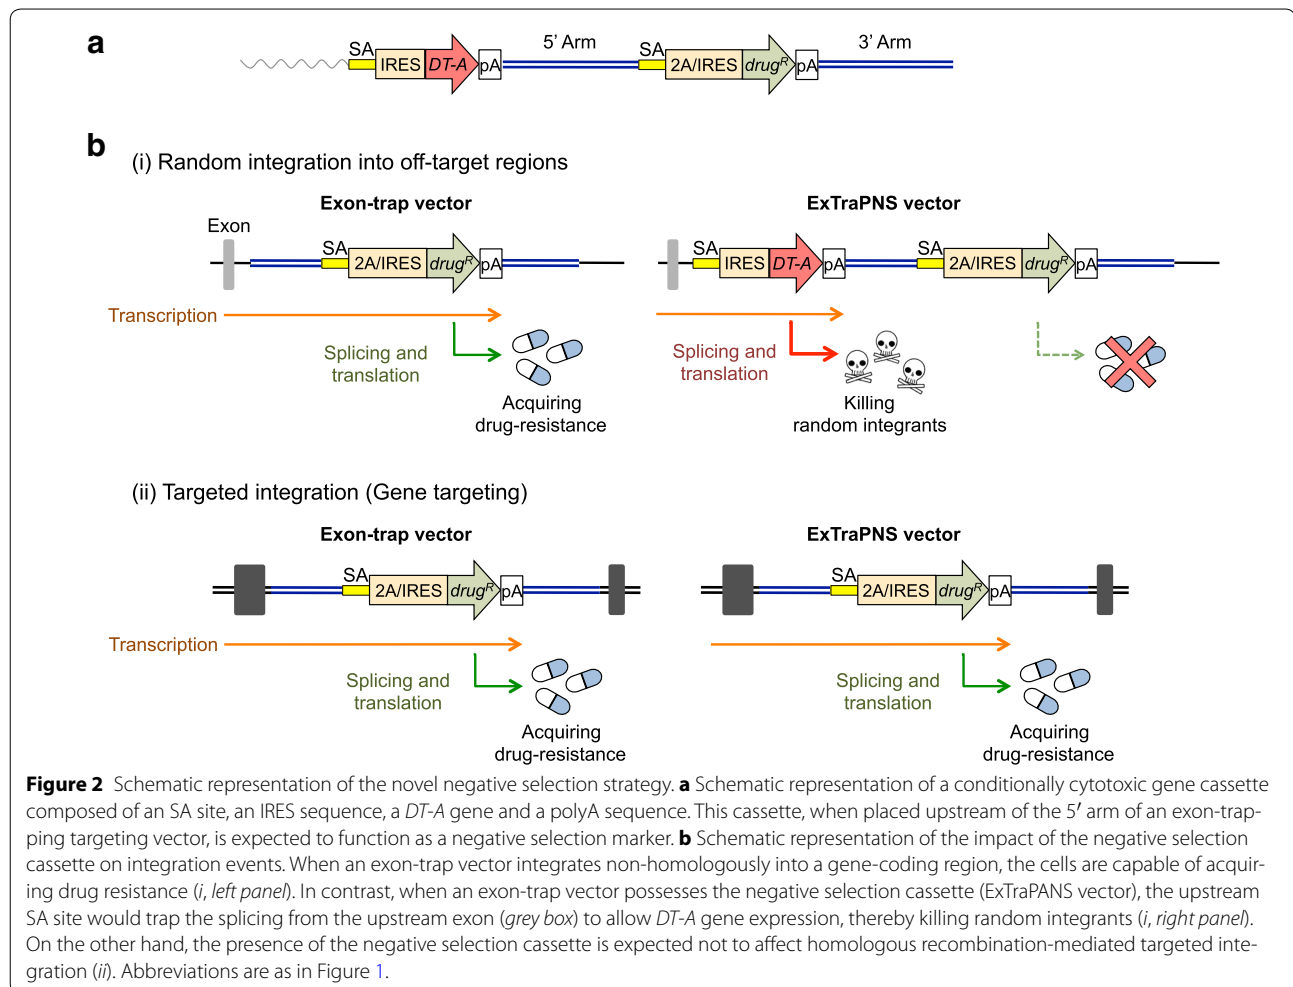 a
5’ Arm
3’ Arm
SA
SA
IRES
DT-A
pA
2A/IRES
drugR
pA
b
(i) Random integration into off-target regions
Exon-trap vector
ExTraPNS vector
Exon
SA
2A/IRES
drugR
pA
SA
IRES
DT-A
pA
SA
2A/IRES
drugR
pA
Transcription
Splicing and
translation
Acquiring
drug-resistance
Splicing and
translation
Killing
random integrants
(ii) Targeted integration (Gene targeting)
Exon-trap vector
ExTraPNS vector
SA
2A/IRES
drugR
pA
SA
2A/IRES
drugR
pA
Transcription
Splicing and
translation
Acquiring
drug-resistance
Splicing and
translation
Acquiring
drug-resistance
Figure 2 Schematic representation of the novel negative selection strategy. a Schematic representation of a conditionally cytotoxic gene cassette
composed of an SA site, an IRES sequence, a DT-A gene and a polyA sequence. This cassette, when placed upstream of the 5′ arm of an exon-trap-
ping targeting vector, is expected to function as a negative selection marker. b Schematic representation of the impact of the negative selection
cassette on integration events. When an exon-trap vector integrates non-homologously into a gene-coding region, the cells are capable of acquir-
ing drug resistance (i, left panel). In contrast, when an exon-trap vector possesses the negative selection cassette (ExTraPANS vector), the upstream
SA site would trap the splicing from the upstream exon (grey box) to allow DT-A gene expression, thereby killing random integrants (i, right panel).
On the other hand, the presence of the negative selection cassette is expected not to affect homologous recombination-mediated targeted inte-
gration (ii). Abbreviations are as in Figure 1.